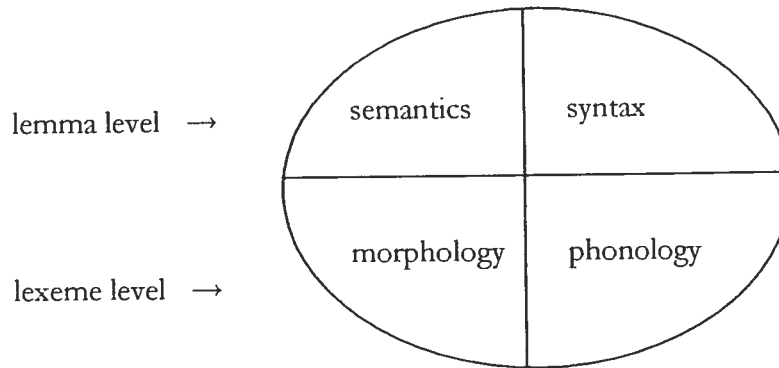 lemma level → semantics syntax
morphology phonology
lexeme level →